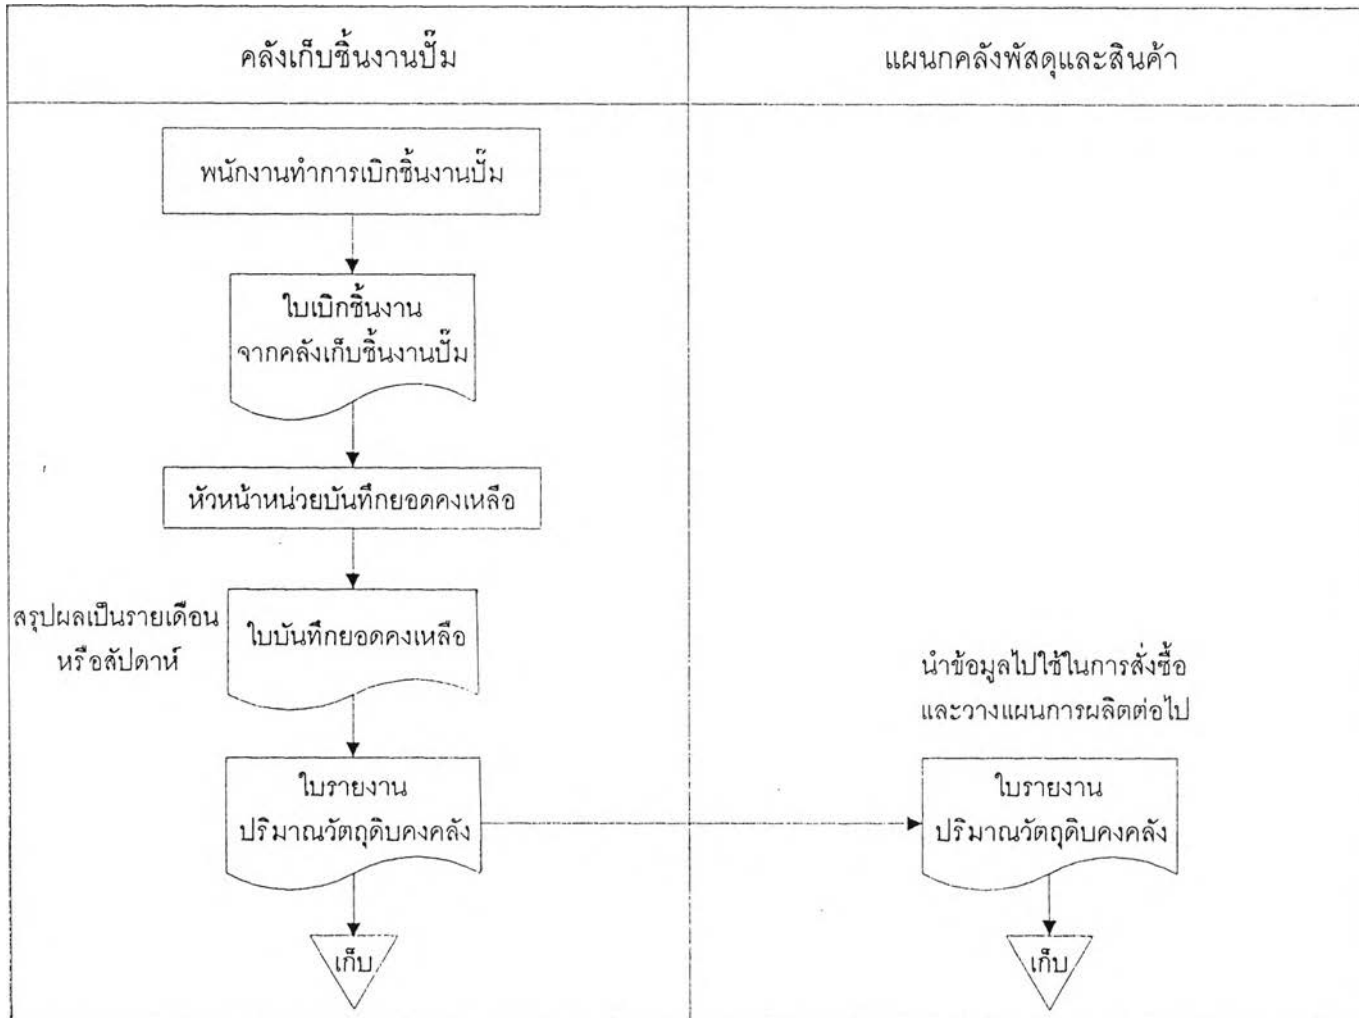 คลังเก็บชิ้นงานปั๊ม
แผนกคลังพัสดุและสินค้า
พนักงานทำการเบิกชิ้นงานปั๊ม
ใบเบิกชิ้นงาน
จากคลังเก็บชิ้นงานปั๊ม
หัวหน้าหน่วยบันทึกยอดคงเหลือ
สรุปผลเป็นรายเดือน
หรือสัปดาห์
ใบบันทึกยอดคงเหลือ
นำข้อมูลไปใช้ในการสั่งซื้อ
และวางแผนการผลิตต่อไป
ใบรายงาน
ปริมาณวัตถุดิบคงคลัง
ใบรายงาน
ปริมาณวัตถุดิบคงคลัง
เก็บ
เก็บ